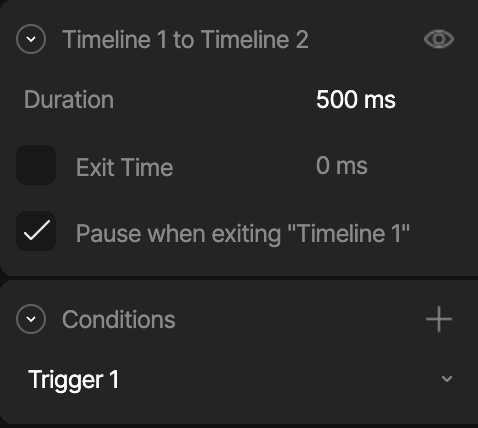 Timeline 1 to Timeline 2
Duration 500 ms
Exit Time 0 ms
Pause when exiting "Timeline 1"
Conditions
Trigger 1